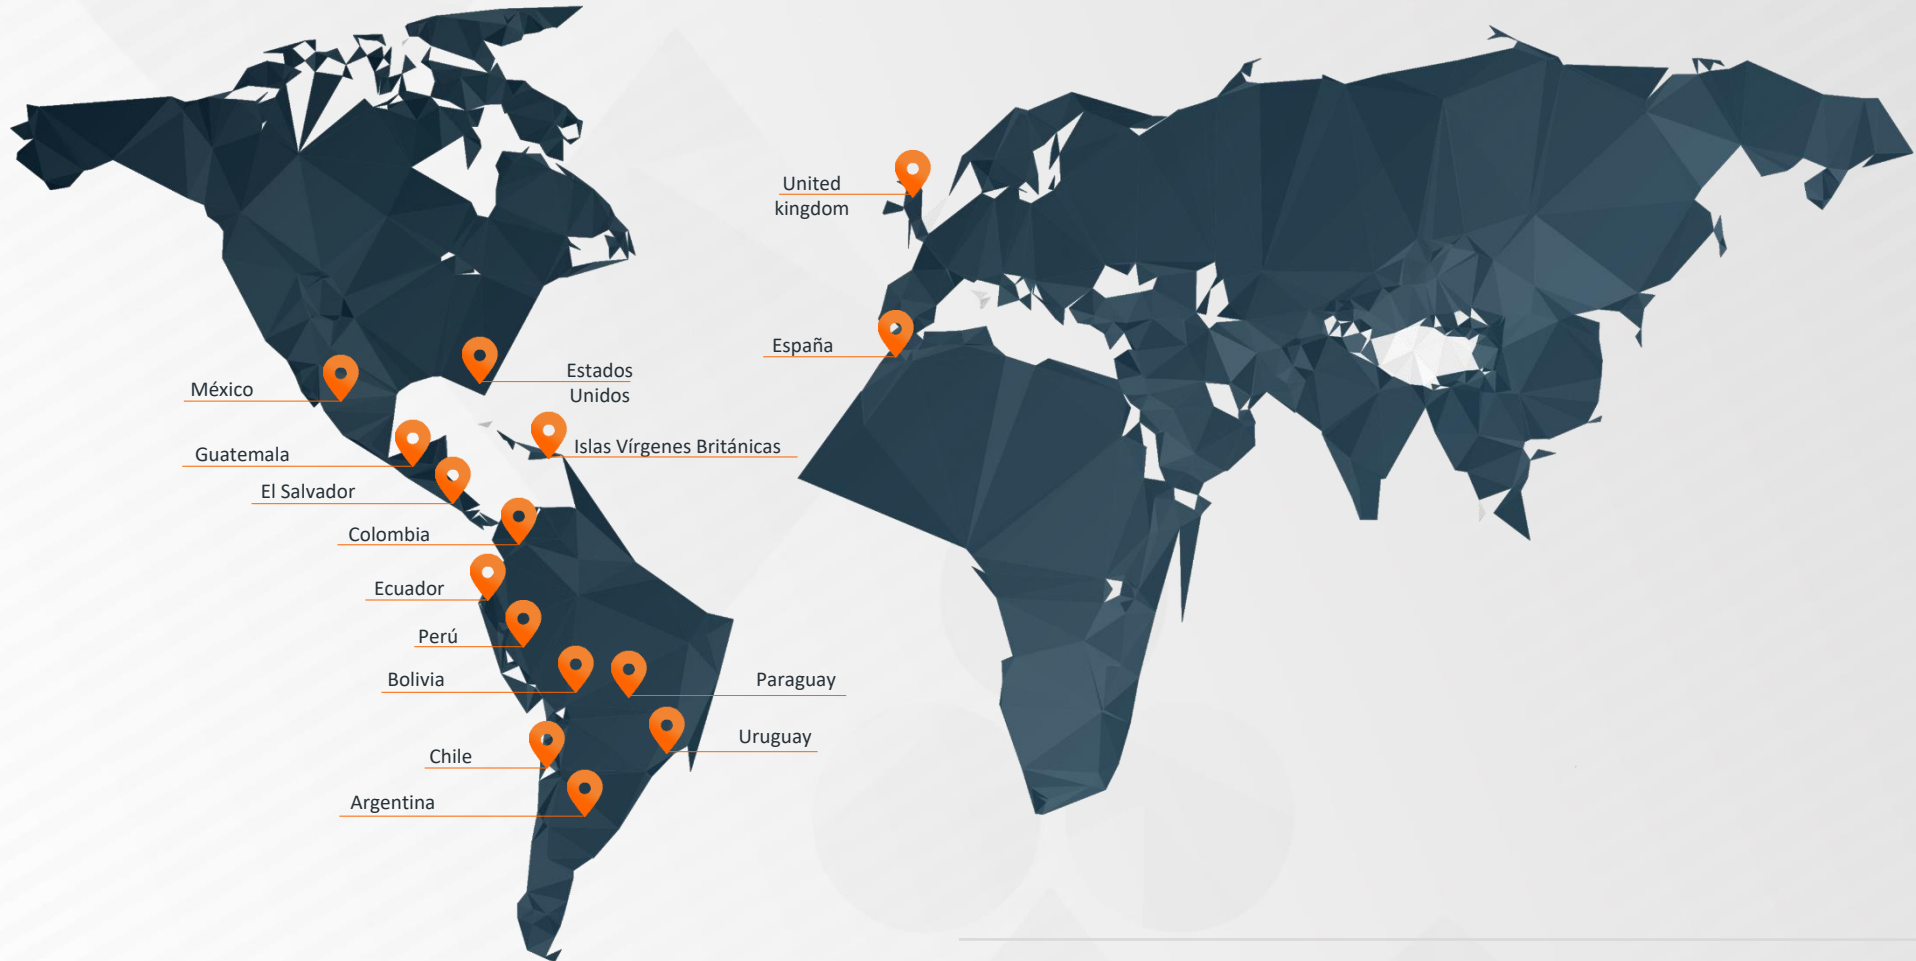 United
kingdom
España
Estados
Unidos
México
Islas Vírgenes Británicas
Guatemala
El Salvador
Colombia
Ecuador
Perú
Bolivia
Paraguay
Uruguay
Chile
Argentina